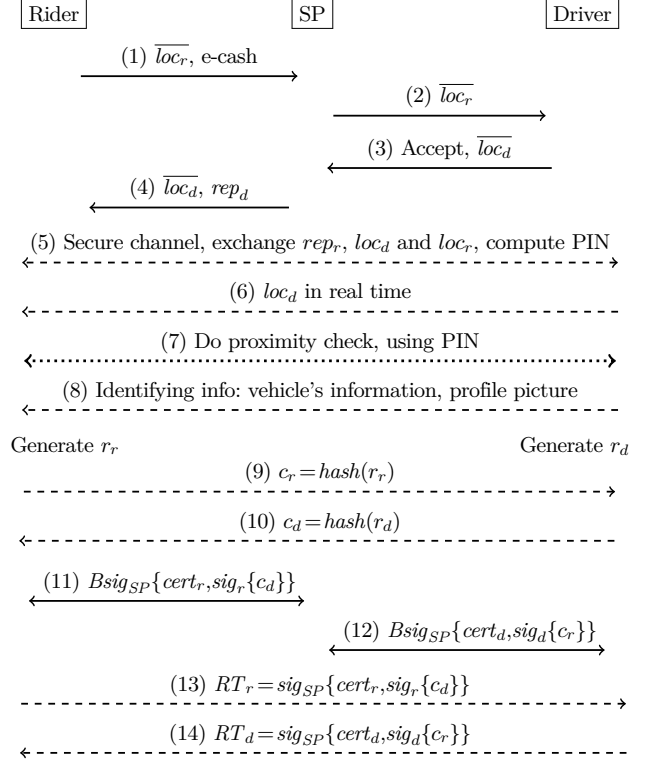 Rider SP Driver
(1) $\overline{loc_r}$, e-cash
(2) $\overline{loc_r}$
(3) Accept, $\overline{loc_d}$
(4) $\overline{loc_d}$, $rep_d$
(5) Secure channel, exchange $rep_r$, $loc_d$ and $loc_r$, compute PIN
(6) $loc_d$ in real time
(7) Do proximity check, using PIN
(8) Identifying info: vehicle's information, profile picture
Generate $r_r$ Generate $r_d$
(9) $c_r = hash(r_r)$
(10) $c_d = hash(r_d)$
(11) $Bsig_{SP}\{cert_r, sig_r\{c_d\}\}$
(12) $Bsig_{SP}\{cert_d, sig_d\{c_r\}\}$
(13) $RT_r = sig_{SP}\{cert_r, sig_r\{c_d\}\}$
(14) $RT_d = sig_{SP}\{cert_d, sig_d\{c_r\}\}$